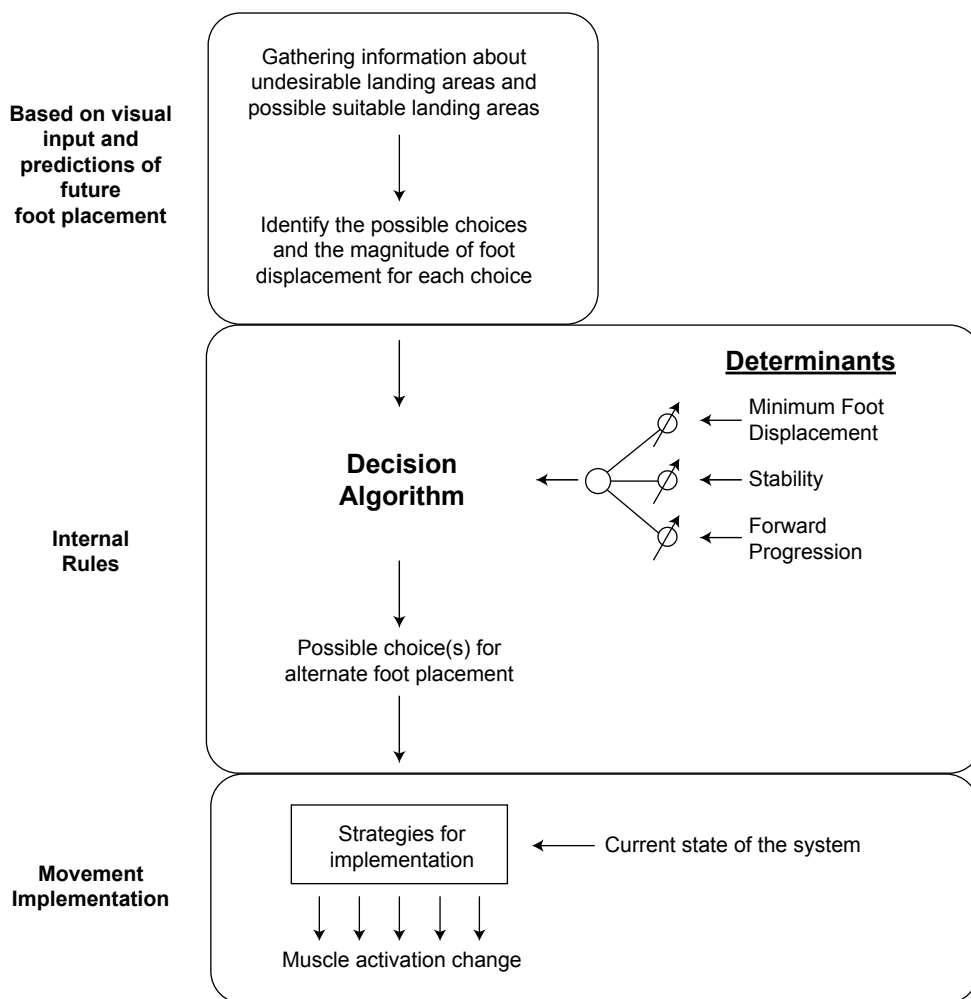 Based on visual
input and
predictions of
future
foot placement
Gathering information about
undesirable landing areas and
possible suitable landing areas
Identify the possible choices
and the magnitude of foot
displacement for each choice
Internal
Rules
Decision
Algorithm
Determinants
Minimum Foot
Displacement
Stability
Forward
Progression
Possible choice(s) for
alternate foot placement
Movement
Implementation
Strategies for
implementation
Current state of the system
Muscle activation change